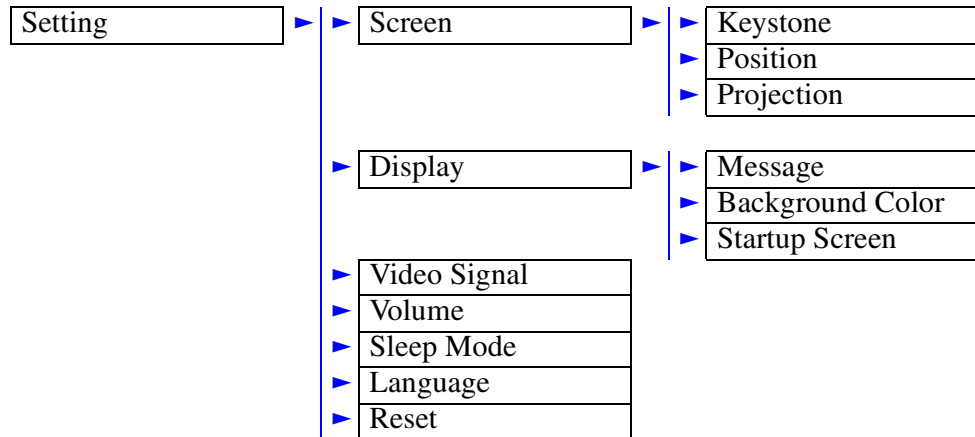 Setting
Screen
Keystone
Position
Projection
Display
Message
Background Color
Startup Screen
Video Signal
Volume
Sleep Mode
Language
Reset